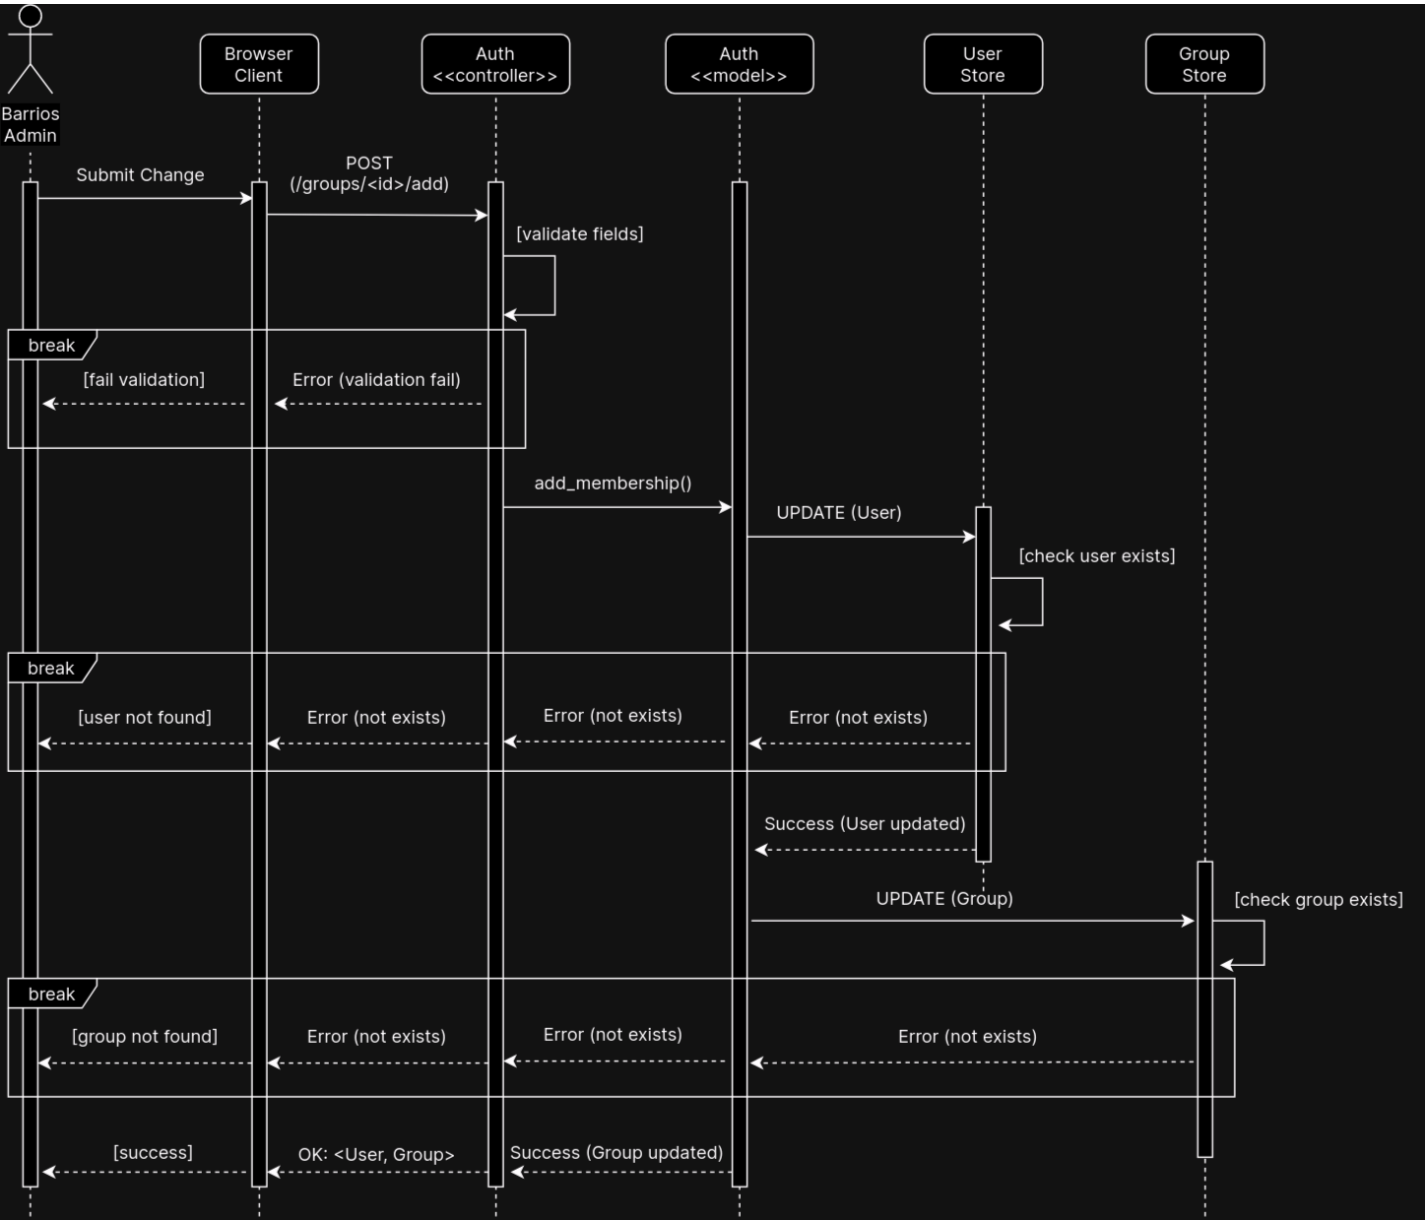 Barrios
Admin
Browser
Client
Auth
<<controller>>
Auth
<<model>>
User
Store
Group
Store
Submit Change
POST
(/groups/<id>/add)
[validate fields]
break
[fail validation]
Error (validation fail)
add_membership()
UPDATE (User)
[check user exists]
break
[user not found]
Error (not exists)
Error (not exists)
Error (not exists)
Success (User updated)
UPDATE (Group)
[check group exists]
break
[group not found]
Error (not exists)
Error (not exists)
Error (not exists)
[success]
OK: <User, Group>
Success (Group updated)